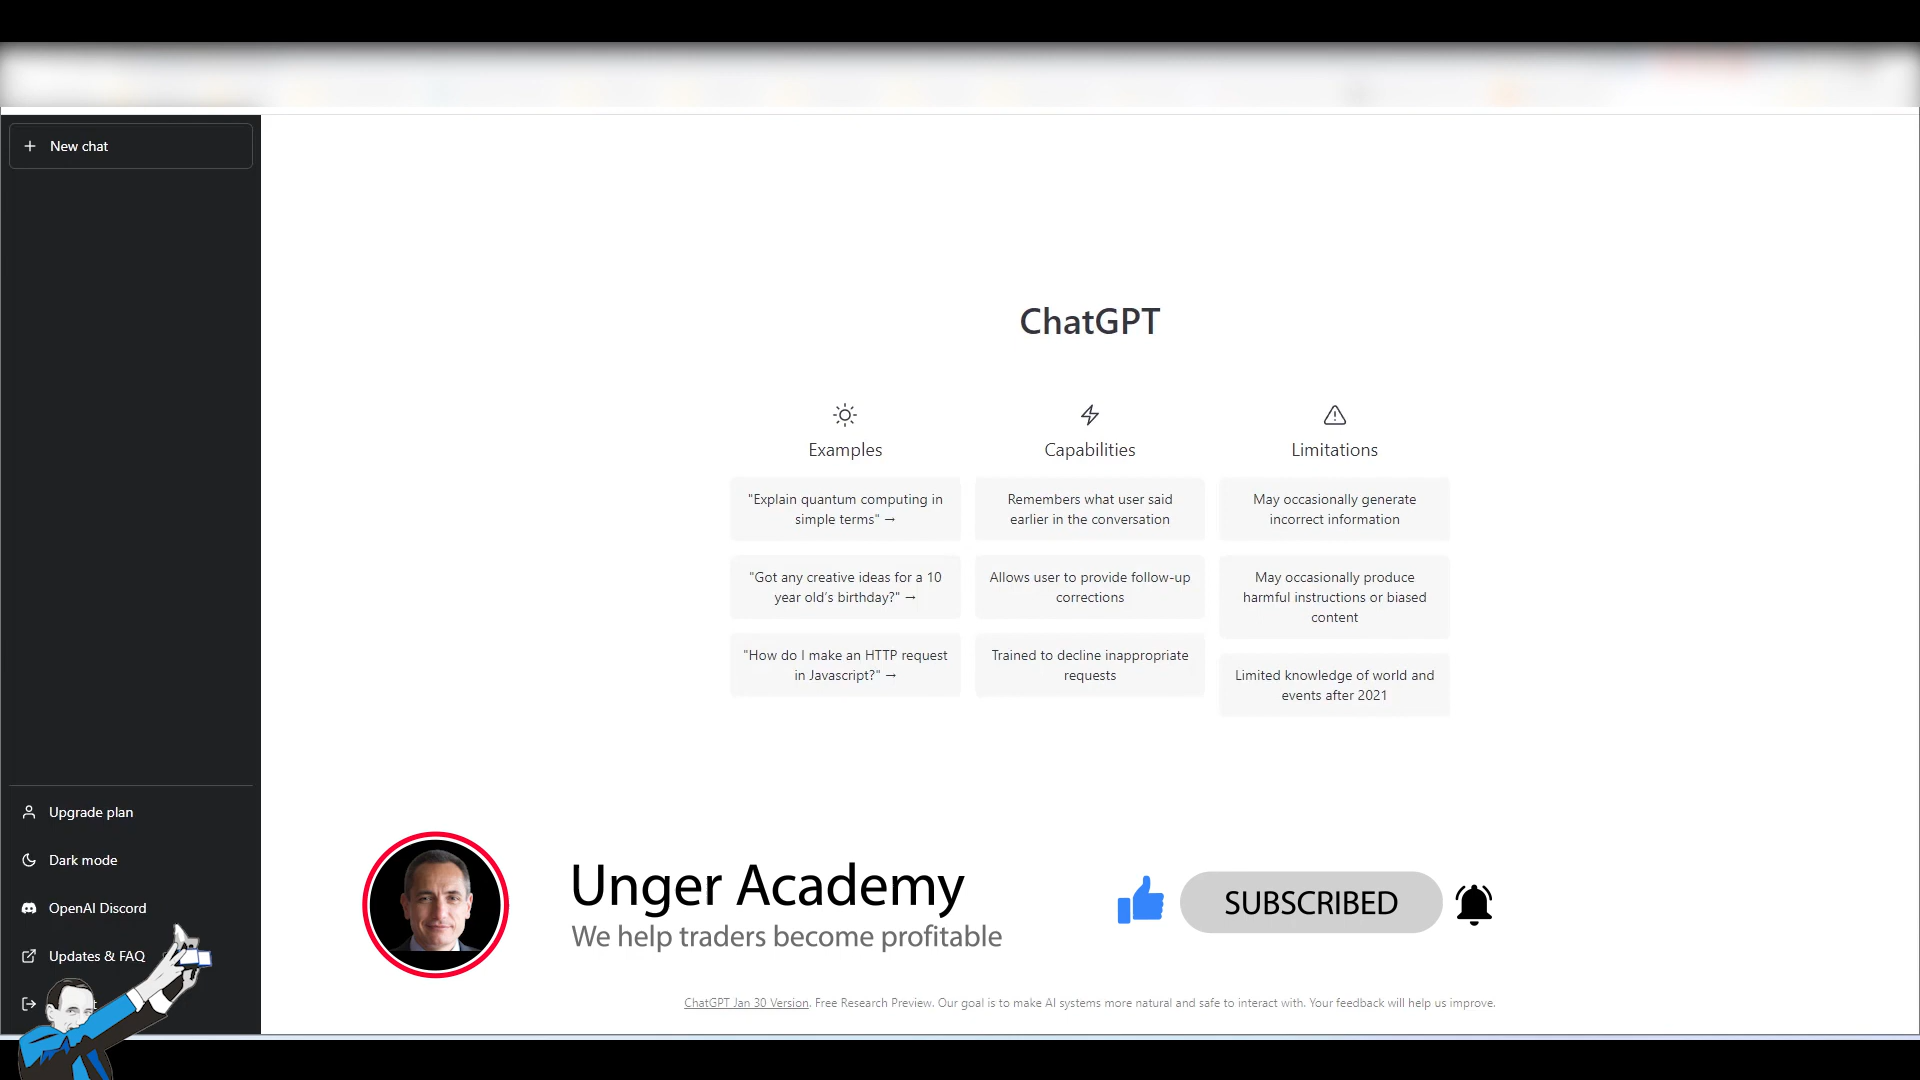 New chat
ChatGPT
Examples
"Explain quantum computing in
simple terms" →
"Got any creative ideas for a 10
year old's birthday?" →
"How do I make an HTTP request
in Javascript?" →
Capabilities
Remembers what user said
earlier in the conversation
Allows user to provide follow-up
corrections
Trained to decline inappropriate
requests
Limitations
May occasionally generate
incorrect information
May occasionally produce
harmful instructions or biased
content
Limited knowledge of world and
events after 2021
Upgrade plan
Dark mode
OpenAI Discord
Updates & FAQ
Unger Academy
We help traders become profitable
SUBSCRIBED
ChatGPT Jan 30 Version. Free Research Preview. Our goal is to make AI systems more natural and safe to interact with. Your feedback will help us improve.